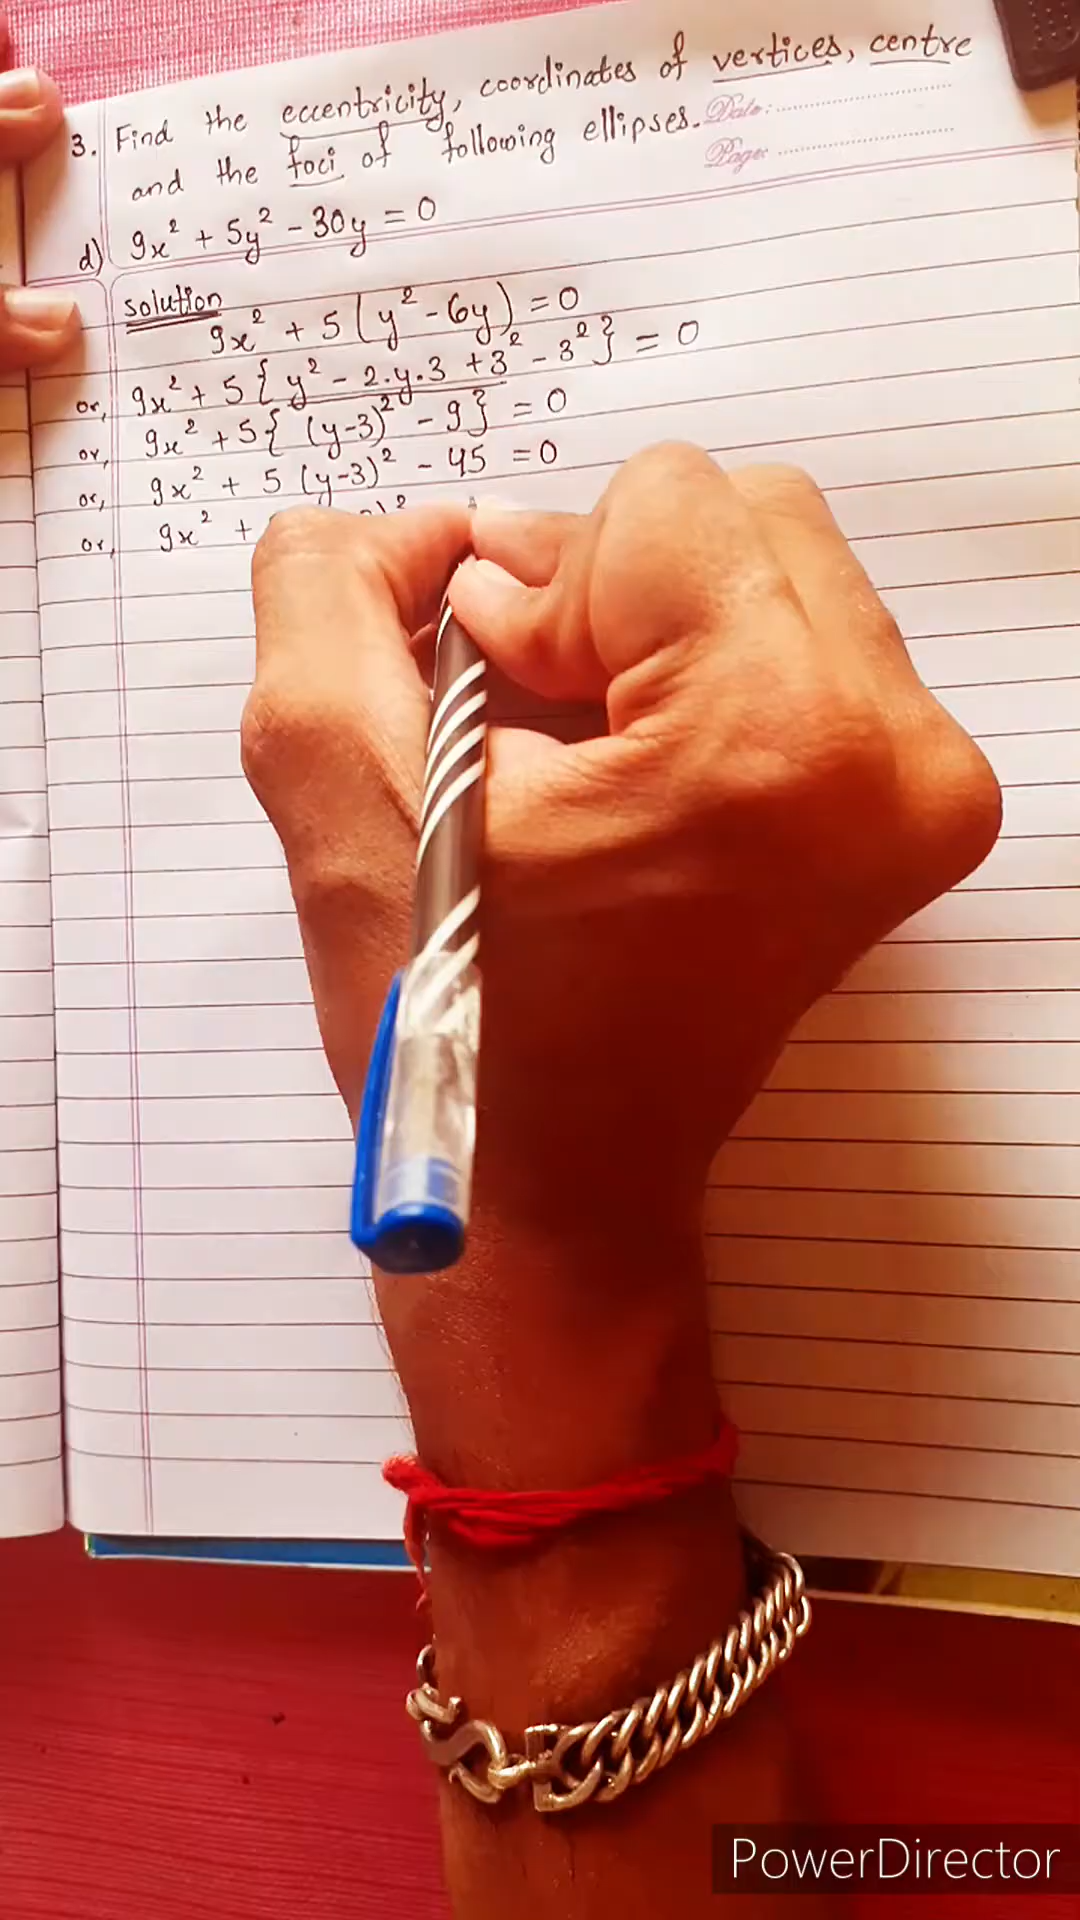 3. Find the eccentricity, coordinates of vertices, centre
and the foci of following ellipses.
Date:
Page:
d) 9x² + 5y² - 30y = 0
solution
9x² + 5(y² - 6y) = 0
or, 9x² + 5{y² - 2.y.3 + 3² - 3²} = 0
or, 9x² + 5{(y-3)² - 9} = 0
or, 9x² + 5(y-3)² - 45 = 0
or, 9x² +
PowerDirector